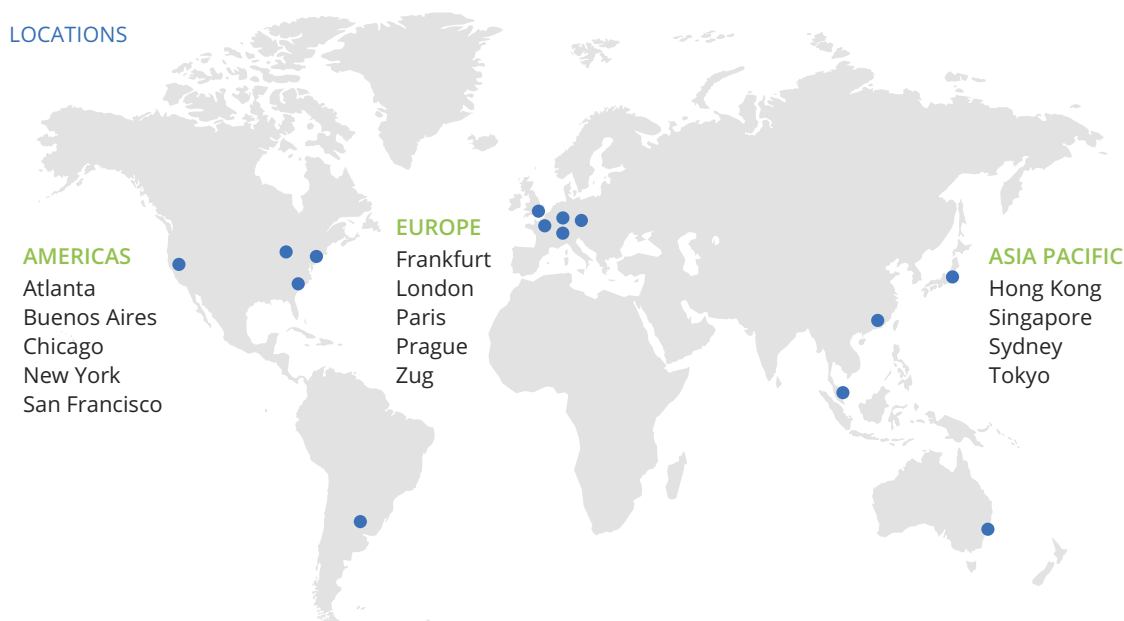 LOCATIONS
AMERICAS
Atlanta
Buenos Aires
Chicago
New York
San Francisco
EUROPE
Frankfurt
London
Paris
Prague
Zug
ASIA PACIFIC
Hong Kong
Singapore
Sydney
Tokyo